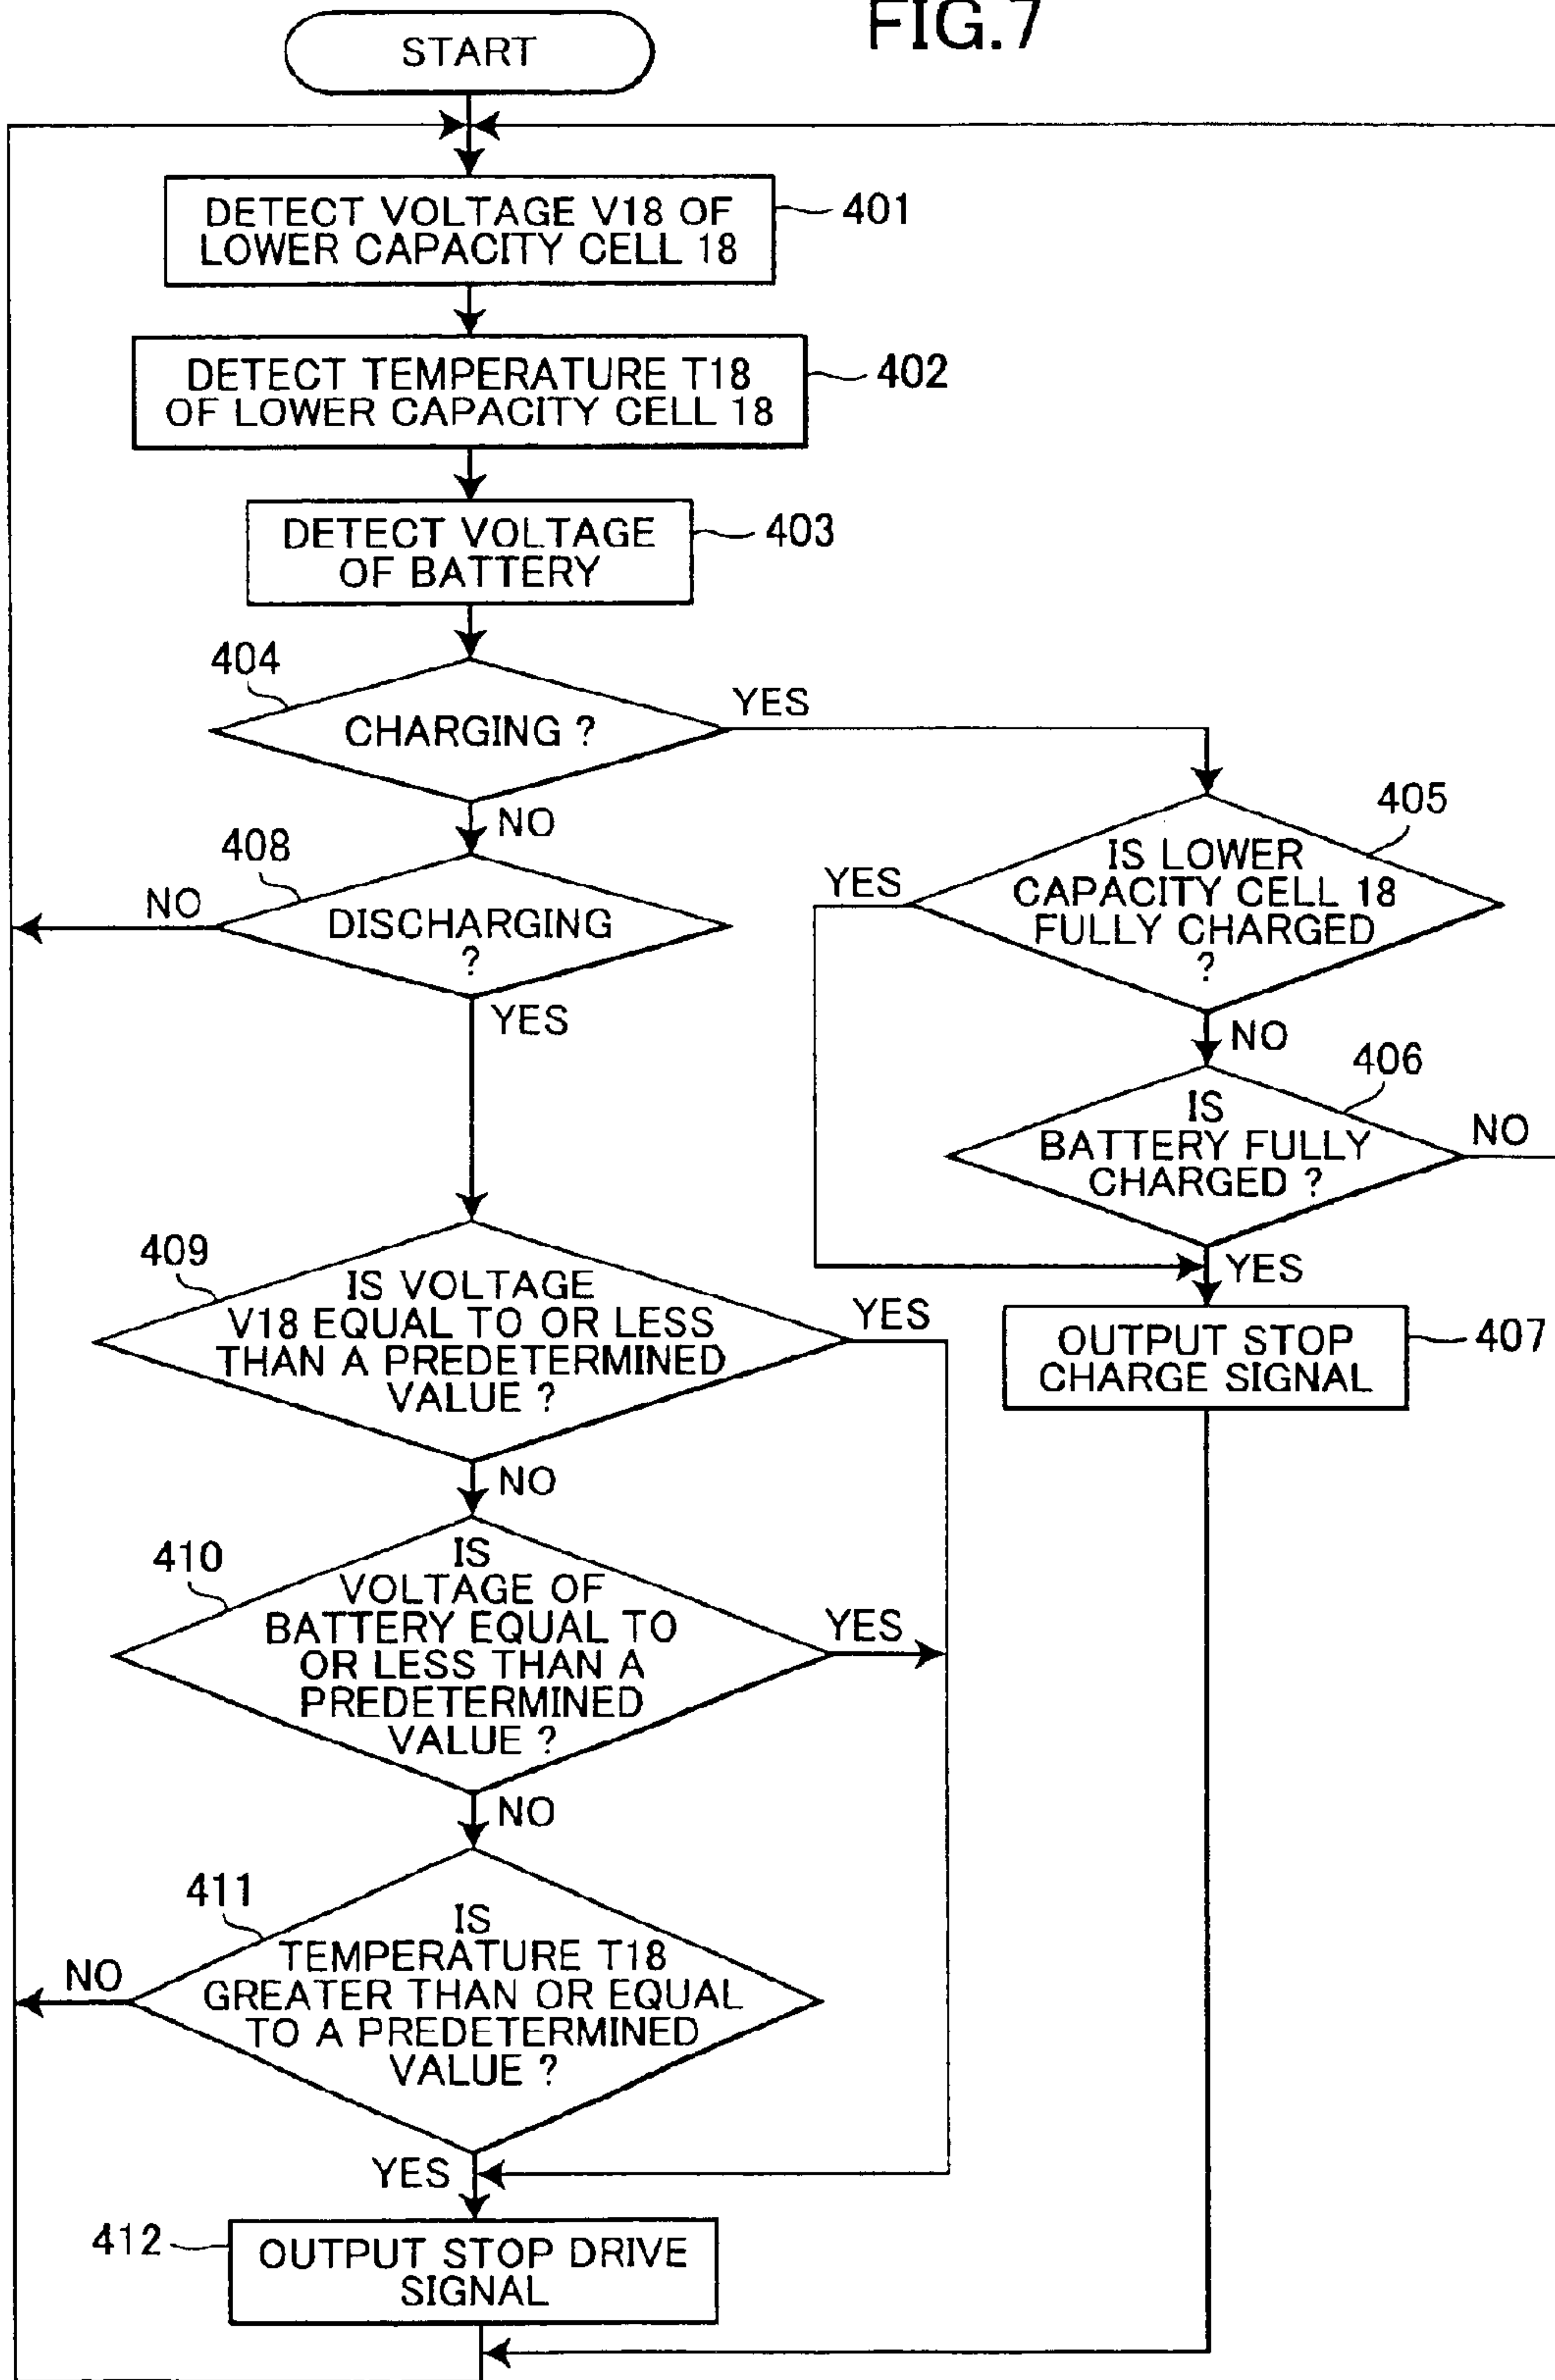 FIG.7
START
DETECT VOLTAGE V18 OF
LOWER CAPACITY CELL 18
401
DETECT TEMPERATURE T18
OF LOWER CAPACITY CELL 18
402
DETECT VOLTAGE
OF BATTERY
403
404
CHARGING ?
YES
NO
405
IS LOWER
CAPACITY CELL 18
FULLY CHARGED
?
YES
NO
408
DISCHARGING
?
NO
YES
406
IS
BATTERY FULLY
CHARGED ?
NO
YES
OUTPUT STOP
CHARGE SIGNAL
407
409
IS VOLTAGE
V18 EQUAL TO OR LESS
THAN A PREDETERMINED
VALUE ?
YES
NO
410
IS
VOLTAGE OF
BATTERY EQUAL TO
OR LESS THAN A
PREDETERMINED
VALUE ?
YES
NO
411
IS
TEMPERATURE T18
GREATER THAN OR EQUAL
TO A PREDETERMINED
VALUE ?
NO
YES
412
OUTPUT STOP DRIVE
SIGNAL